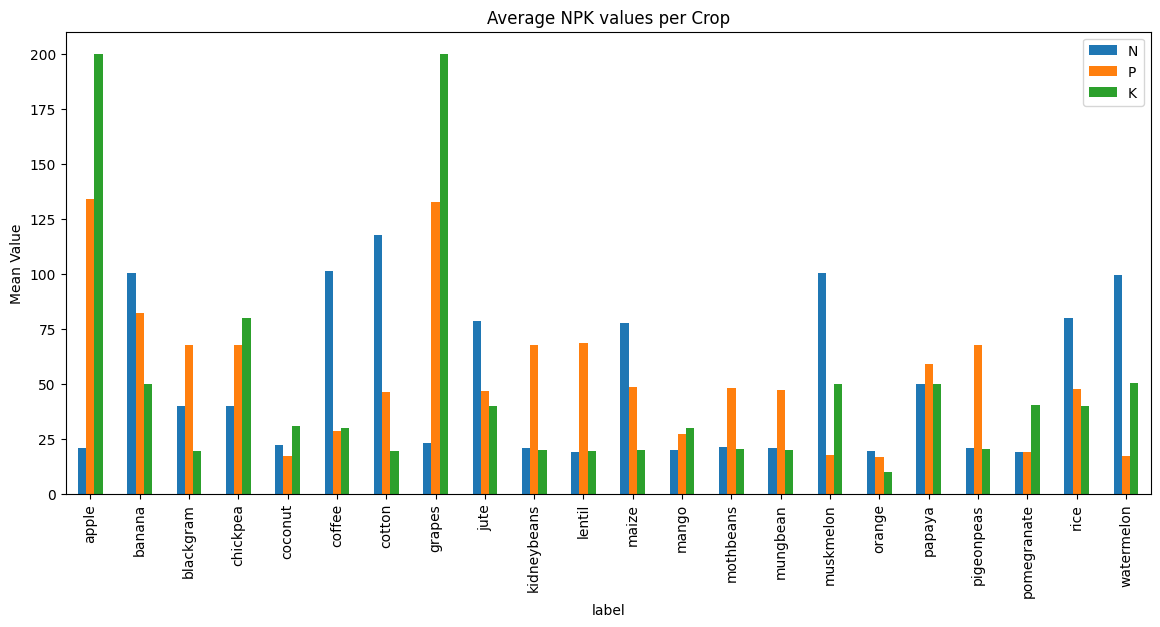 Average NPK values per Crop
N
P
K
Mean Value
200
175
150
125
100
75
50
25
0
apple
banana
blackgram
chickpea
coconut
coffee
cotton
grapes
jute
kidneybeans
lentil
maize
mango
mothbeans
mungbean
muskmelon
orange
papaya
pigeonpeas
pomegranate
rice
watermelon
label